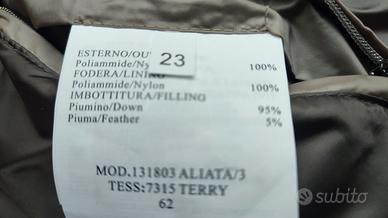 ESTERNO/OU
23
Poliammide/Ny 100%
FODERA/LINING
Poliammide/Nylon 100%
IMBOTTITURA/FILLING
Piumino/Down 95%
Piuma/Feather 5%
MOD.131803 ALIATA/3
TESS:7315 TERRY
62
subito